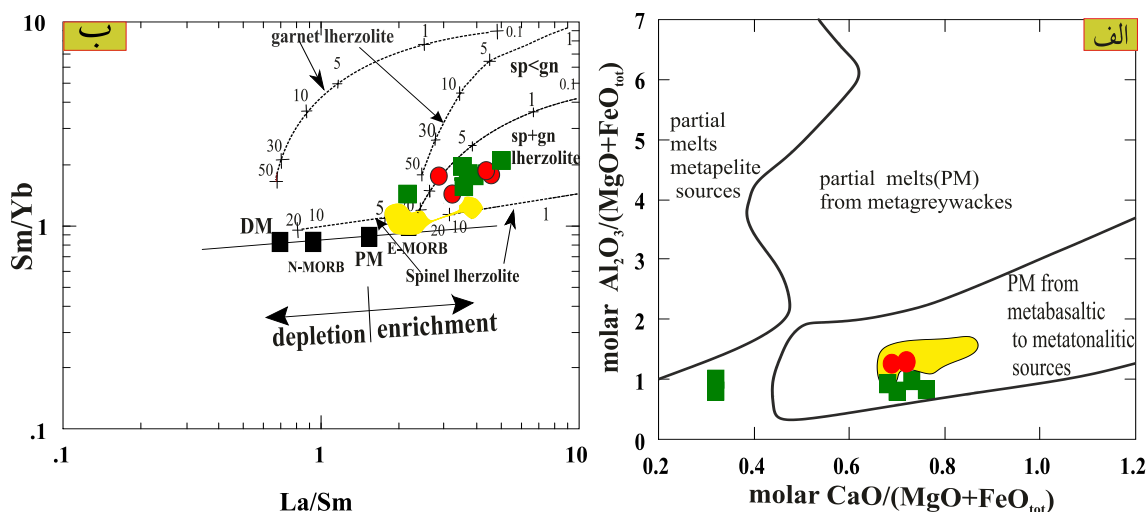 ب
10
1
.1
Sm/Yb
.1
1
10
La/Sm
garnet lherzolite
0.1
1
5
10
30
50
sp<gn
1
5
10
30
50
0.1
1
5
10
sp+gn
lherzolite
20
10
5
20
10
1
DM
N-MORB
PM
E-MORB
Spinel lherzolite
depletion
enrichment
الف
7
6
5
4
3
2
1
0
molar Al₂O₃/(MgO+FeOtot)
0.2
0.4
0.6
0.8
1.0
1.2
molar CaO/(MgO+FeOtot)
partial
melts
metapelite
sources
partial melts(PM)
from metagreywackes
PM from
metabasaltic
to metatonalitic
sources